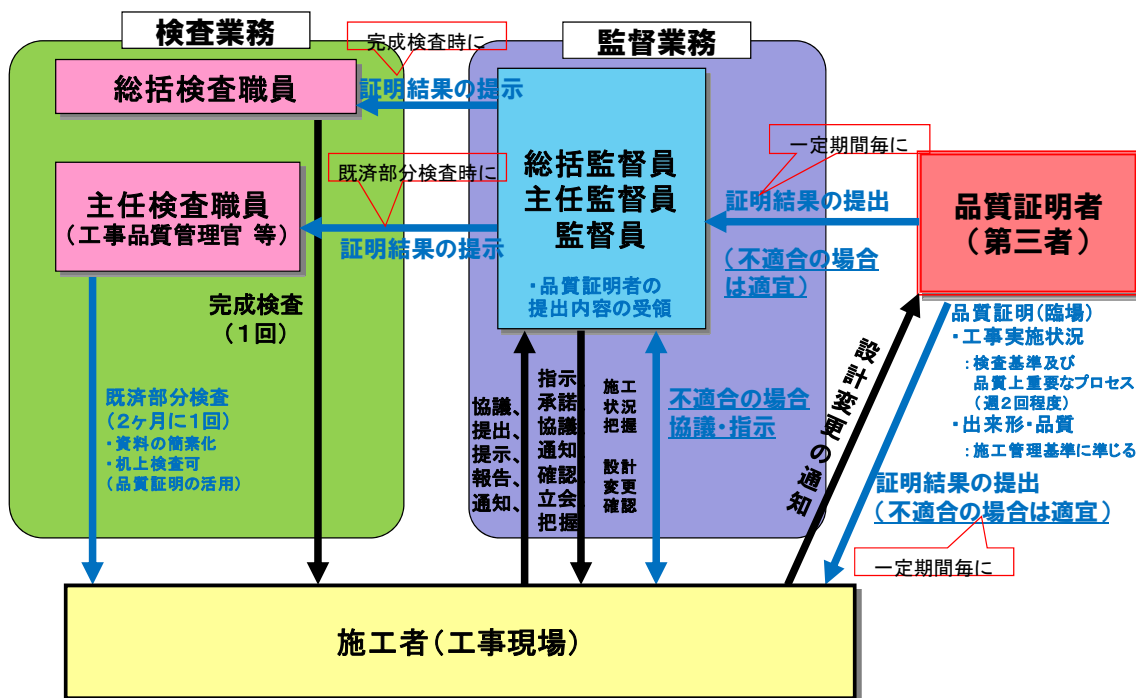 検査業務
完成検査時に
監督業務
総括検査職員
証明結果の提示
主任検査職員
（工事品質管理官 等）
既済部分検査時に
証明結果の提示
総括監督員
主任監督員
監督員
・品質証明者の
提出内容の受領
一定期間毎に
証明結果の提出
（不適合の場合
は適宜）
品質証明者
（第三者）
完成検査
（１回）
既済部分検査
（２ヶ月に１回）
・資料の簡素化
・机上検査可
（品質証明の活用）
協議、
提出、
提示、
報告、
通知、
指示
承諾
協議
通知
確認
立会
把握
施工
状況
把握
設計
変更
確認
不適合の場合
協議・指示
設計変更の通知
品質証明（臨場）
・工事実施状況
：検査基準及び
品質上重要なプロセス
（週２回程度）
・出来形・品質
：施工管理基準に準じる
証明結果の提出
（不適合の場合は適宜）
一定期間毎に
施工者（工事現場）